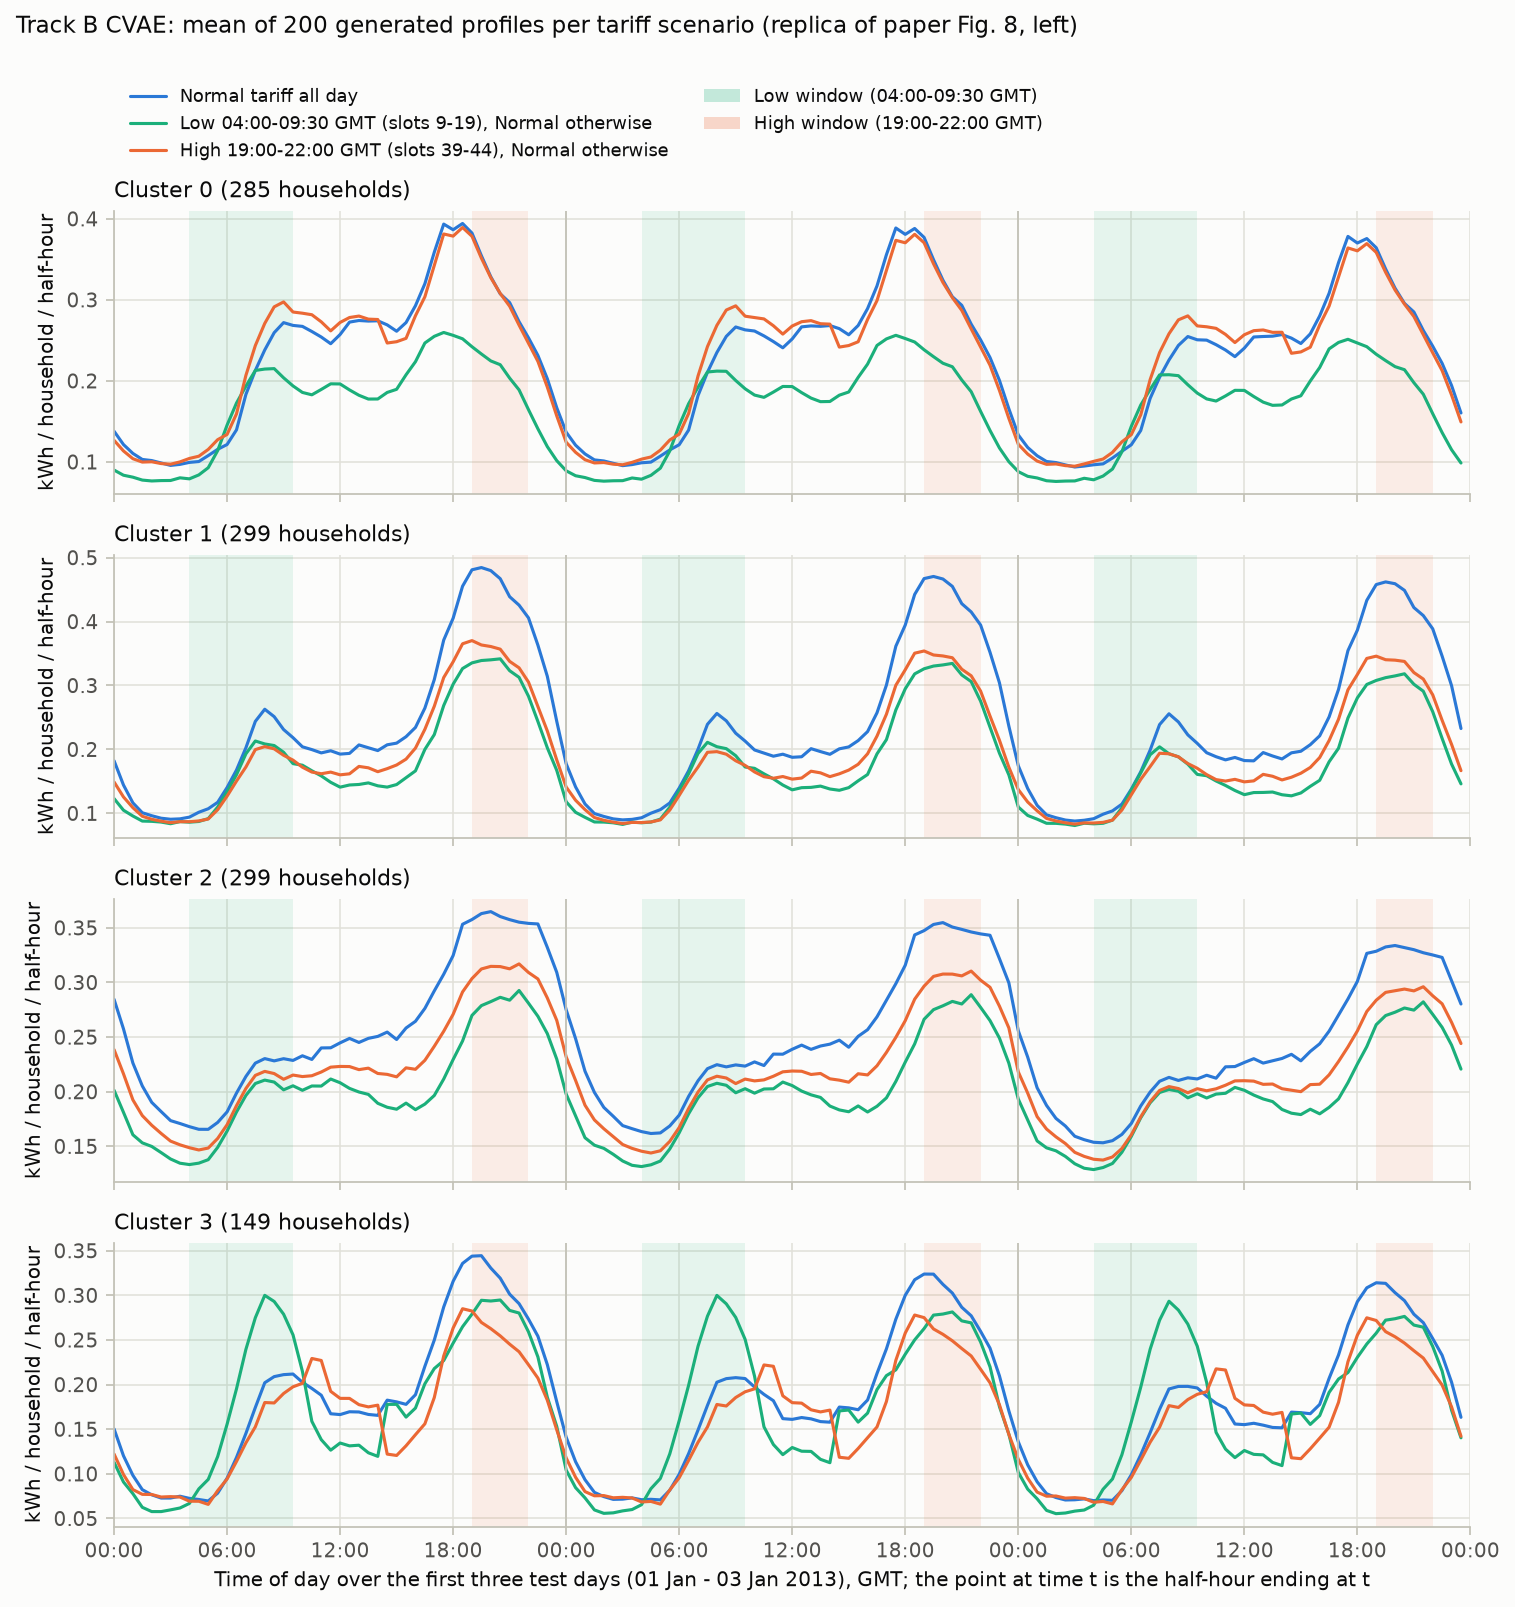 Track B CVAE: mean of 200 generated profiles per tariff scenario (replica of paper Fig. 8, left)
Normal tariff all day
Low 04:00-09:30 GMT (slots 9-19), Normal otherwise
High 19:00-22:00 GMT (slots 39-44), Normal otherwise
Low window (04:00-09:30 GMT)
High window (19:00-22:00 GMT)
Cluster 0 (285 households)
kWh / household / half-hour
0.4
0.3
0.2
0.1
Cluster 1 (299 households)
kWh / household / half-hour
0.5
0.4
0.3
0.2
0.1
Cluster 2 (299 households)
kWh / household / half-hour
0.35
0.30
0.25
0.20
0.15
Cluster 3 (149 households)
kWh / household / half-hour
0.35
0.30
0.25
0.20
0.15
0.10
0.05
00:00 06:00 12:00 18:00 00:00 06:00 12:00 18:00 00:00 06:00 12:00 18:00 00:00
Time of day over the first three test days (01 Jan - 03 Jan 2013), GMT; the point at time t is the half-hour ending at t